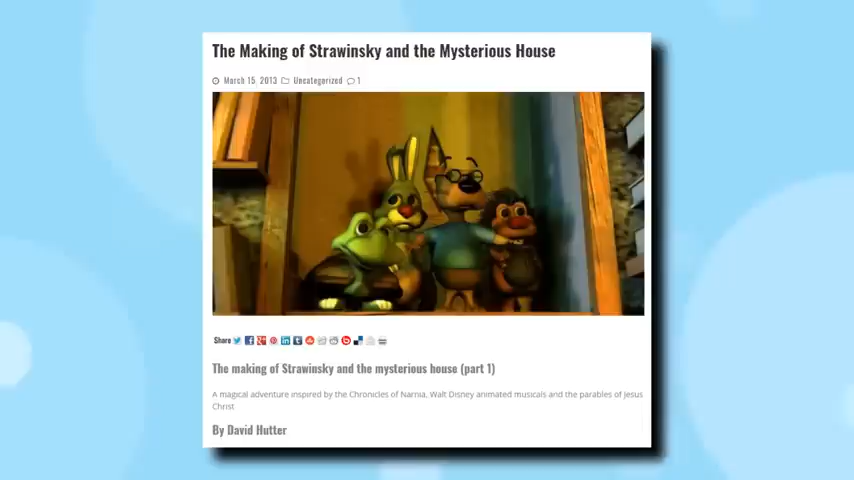 The Making of Strawinsky and the Mysterious House
March 15, 2013 Uncategorized 1
Share
The making of Strawinsky and the mysterious house (part 1)
A magical adventure inspired by the Chronicles of Narnia, Walt Disney animated musicals and the parables of Jesus
Christ
By David Hutter